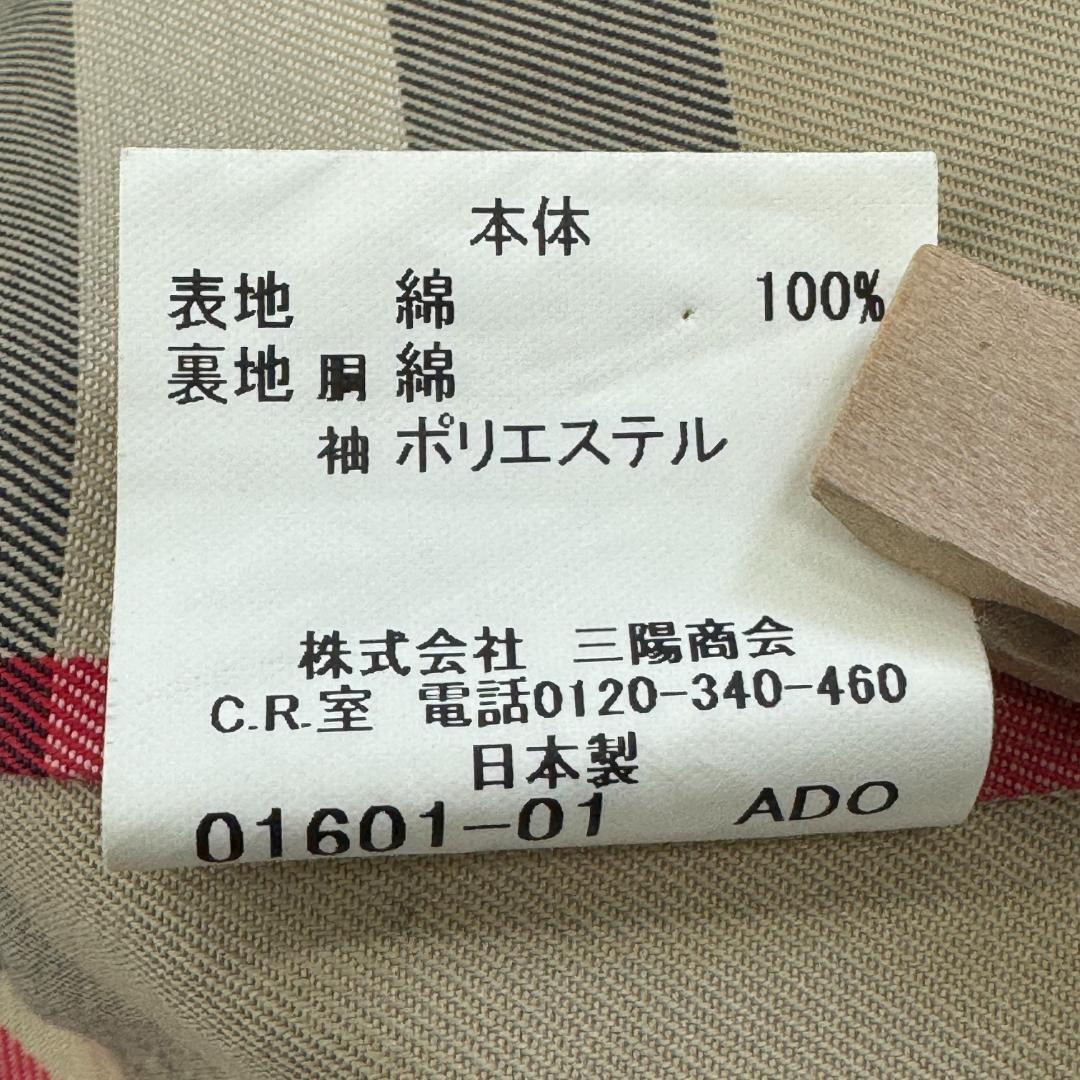 本体
表地 綿 100%
裏地 胴 綿
袖 ポリエステル
株式会社 三陽商会
C.R.室 電話0120-340-460
日本製
01601-01 ADO